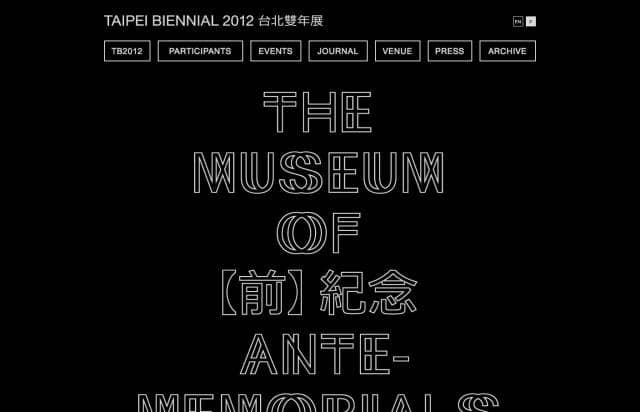 TAIPEI BIENNIAL 2012 台北雙年展
EN
TB2012 PARTICIPANTS EVENTS JOURNAL VENUE PRESS ARCHIVE
THE
MUSEUM
OF
【前】紀念
ANTE-
MEMORIALS